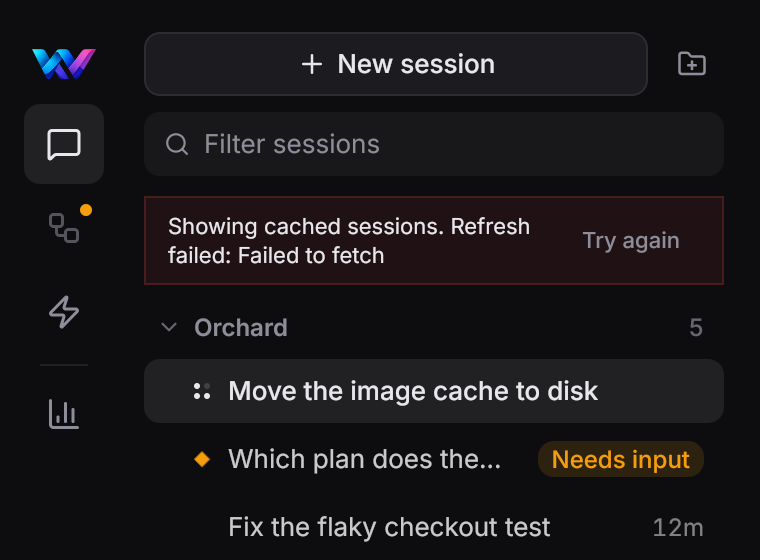 New session
Filter sessions
Showing cached sessions. Refresh
failed: Failed to fetch
Try again
Orchard 5
Move the image cache to disk
Which plan does the... Needs input
Fix the flaky checkout test 12m